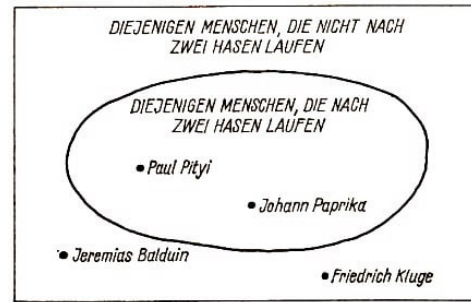 DIEJENIGEN MENSCHEN, DIE NICHT NACH
ZWEI HASEN LAUFEN
DIEJENIGEN MENSCHEN, DIE NACH
ZWEI HASEN LAUFEN
Paul Pityi
Johann Paprika
Jeremias Balduin
Friedrich Kluge